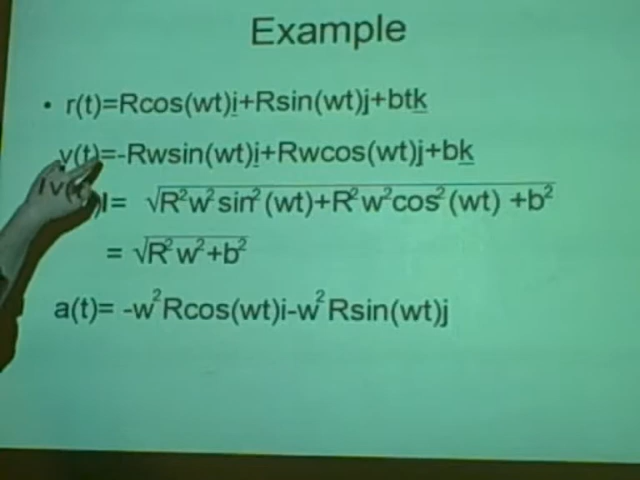 Example
• r(t)=Rcos(wt)i+Rsin(wt)j+btk
v(t)=-Rwsin(wt)i+Rwcos(wt)j+bk
|v(t)|= √R²w²sin²(wt)+R²w²cos²(wt) +b²
= √R²w²+b²
a(t)= -w²Rcos(wt)i-w²Rsin(wt)j